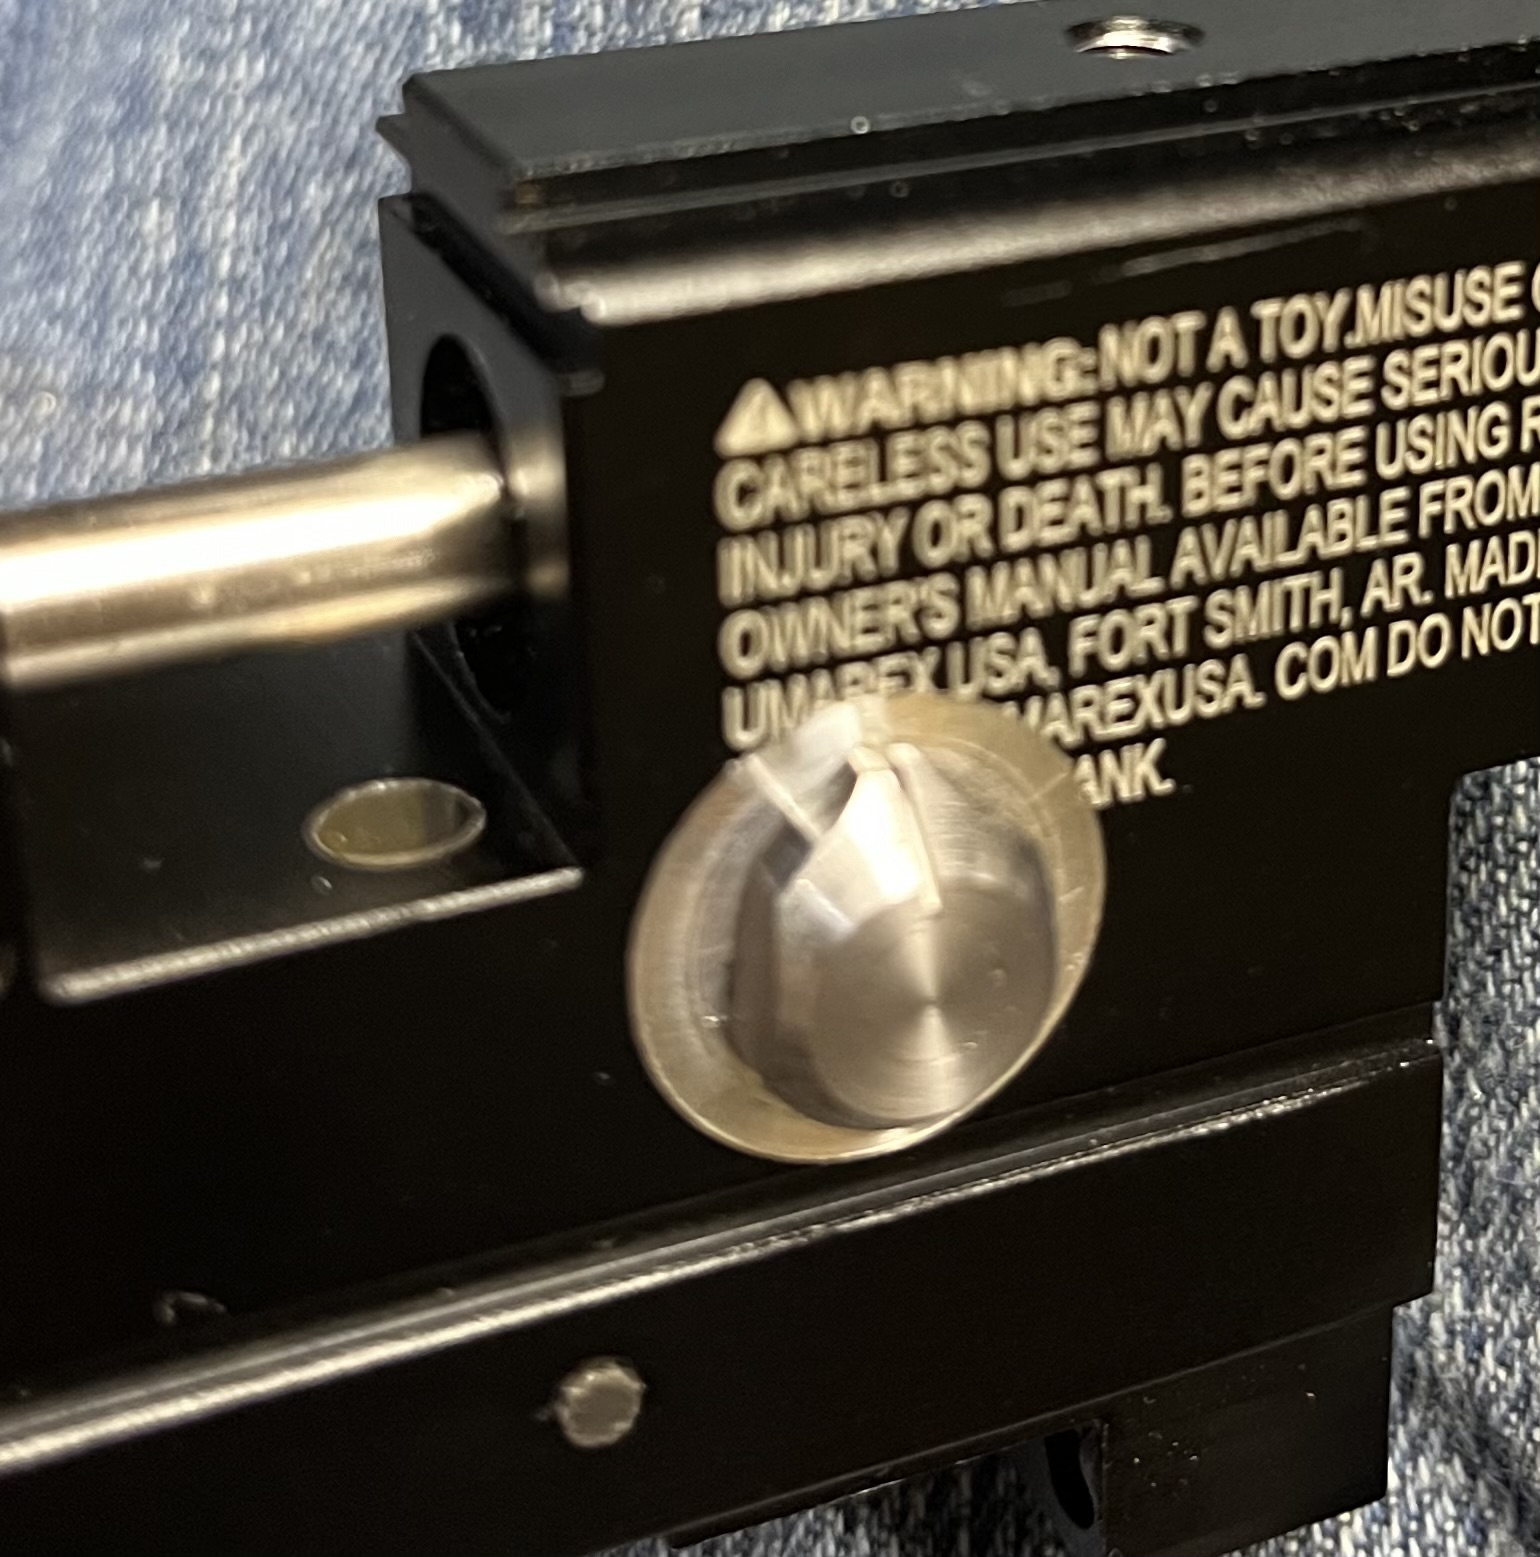 WARNING: NOT A TOY.MISUSE
CARELESS USE MAY CAUSE SERIOU
INJURY OR DEATH. BEFORE USING R
OWNER'S MANUAL AVAILABLE FROM
UMAREX USA, FORT SMITH, AR. MAD
MAREXUSA. COM DO NOT
ANK.